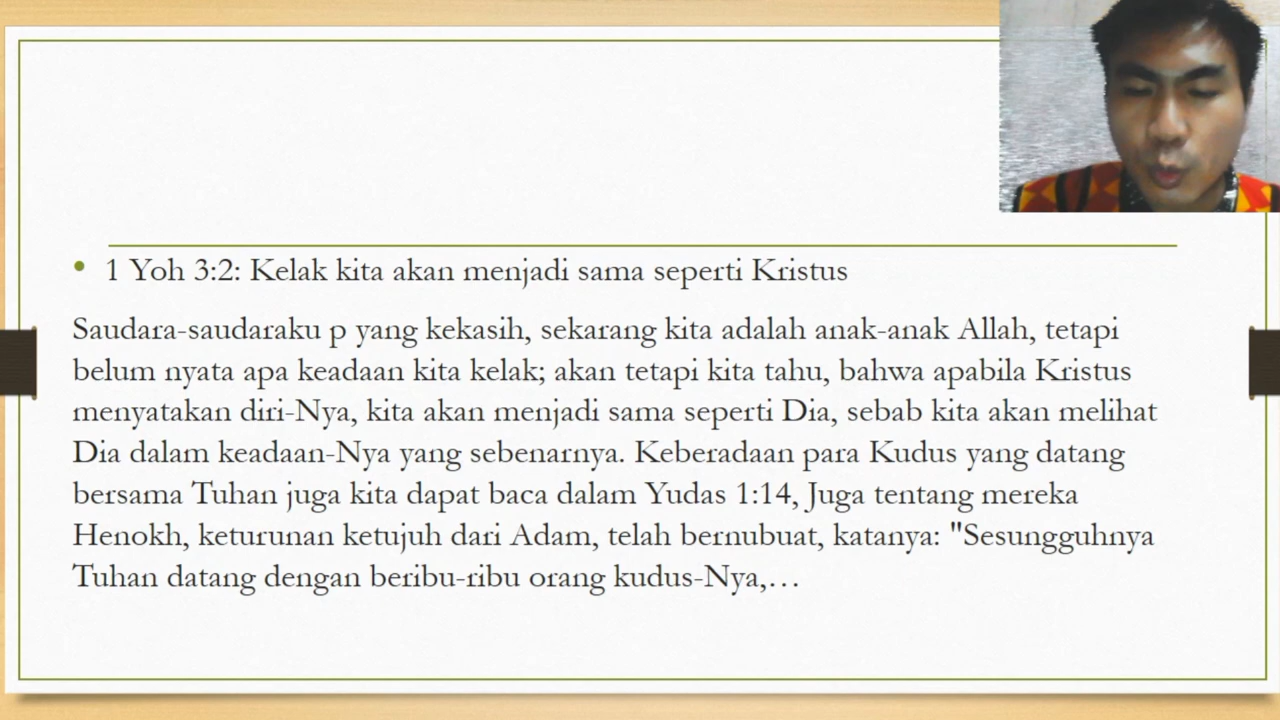 • 1 Yoh 3:2: Kelak kita akan menjadi sama seperti Kristus
Saudara-saudaraku p yang kekasih, sekarang kita adalah anak-anak Allah, tetapi
belum nyata apa keadaan kita kelak; akan tetapi kita tahu, bahwa apabila Kristus
menyatakan diri-Nya, kita akan menjadi sama seperti Dia, sebab kita akan melihat
Dia dalam keadaan-Nya yang sebenarnya. Keberadaan para Kudus yang datang
bersama Tuhan juga kita dapat baca dalam Yudas 1:14, Juga tentang mereka
Henokh, keturunan ketujuh dari Adam, telah bernubuat, katanya: "Sesungguhnya
Tuhan datang dengan beribu-ribu orang kudus-Nya,…